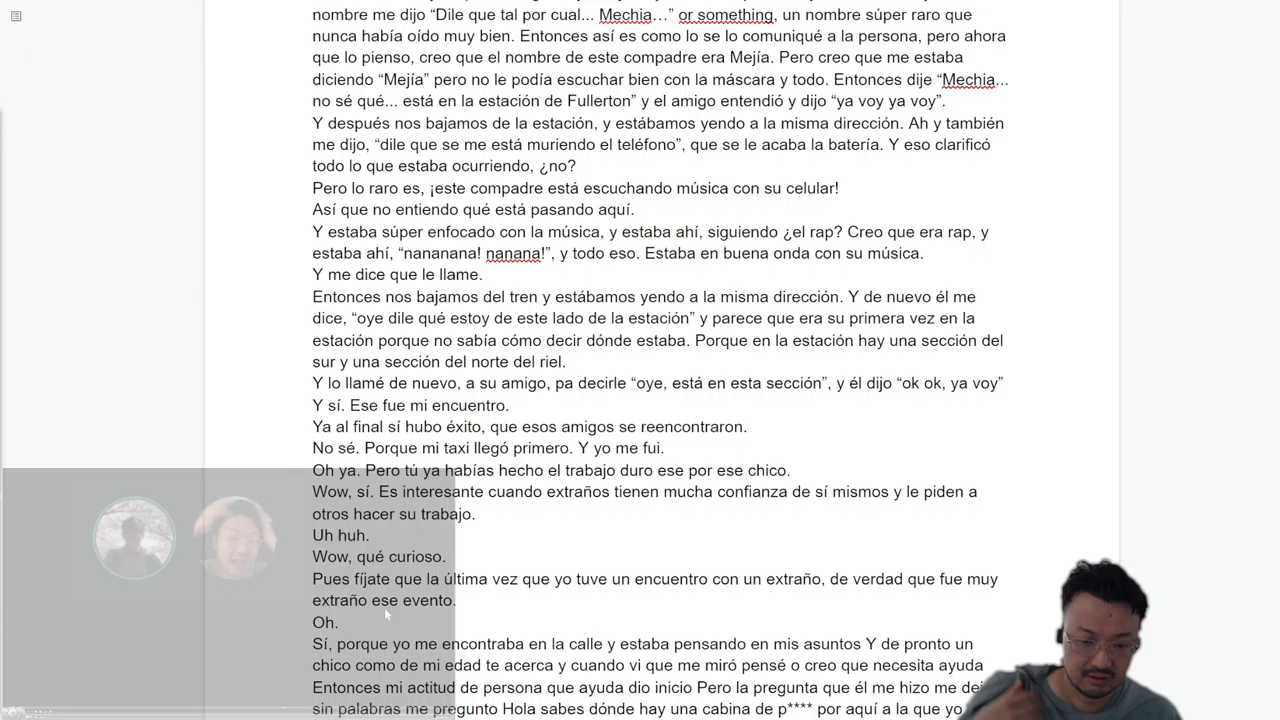 nombre me dijo “Dile que tal por cual... Mechia…” or something, un nombre súper raro que
nunca había oído muy bien. Entonces así es como lo se lo comuniqué a la persona, pero ahora
que lo pienso, creo que el nombre de este compadre era Mejía. Pero creo que me estaba
diciendo “Mejía” pero no le podía escuchar bien con la máscara y todo. Entonces dije “Mechia...
no sé qué... está en la estación de Fullerton” y el amigo entendió y dijo “ya voy ya voy”.
Y después nos bajamos de la estación, y estábamos yendo a la misma dirección. Ah y también
me dijo, “dile que se me está muriendo el teléfono”, que se le acaba la batería. Y eso clarificó
todo lo que estaba ocurriendo, ¿no?
Pero lo raro es, ¡este compadre está escuchando música con su celular!
Así que no entiendo qué está pasando aquí.
Y estaba súper enfocado con la música, y estaba ahí, siguiendo ¿el rap? Creo que era rap, y
estaba ahí, “nananana! nanana!”, y todo eso. Estaba en buena onda con su música.
Y me dice que le llame.
Entonces nos bajamos del tren y estábamos yendo a la misma dirección. Y de nuevo él me
dice, “oye dile qué estoy de este lado de la estación” y parece que era su primera vez en la
estación porque no sabía cómo decir dónde estaba. Porque en la estación hay una sección del
sur y una sección del norte del riel.
Y lo llamé de nuevo, a su amigo, pa decirle “oye, está en esta sección”, y él dijo “ok ok, ya voy”
Y sí. Ese fue mi encuentro.
Ya al final sí hubo éxito, que esos amigos se reencontraron.
No sé. Porque mi taxi llegó primero. Y yo me fui.
Oh ya. Pero tú ya habías hecho el trabajo duro ese por ese chico.
Wow, sí. Es interesante cuando extraños tienen mucha confianza de sí mismos y le piden a
otros hacer su trabajo.
Uh huh.
Wow, qué curioso.
Pues fíjate que la última vez que yo tuve un encuentro con un extraño, de verdad que fue muy
extraño ese evento.
Oh.
Sí, porque yo me encontraba en la calle y estaba pensando en mis asuntos Y de pronto un
chico como de mi edad te acerca y cuando vi que me miró pensé o creo que necesita ayuda
Entonces mi actitud de persona que ayuda dio inicio Pero la pregunta que él me hizo me
sin palabras me pregunto Hola sabes dónde hay una cabina de p**** por aquí a la que yo